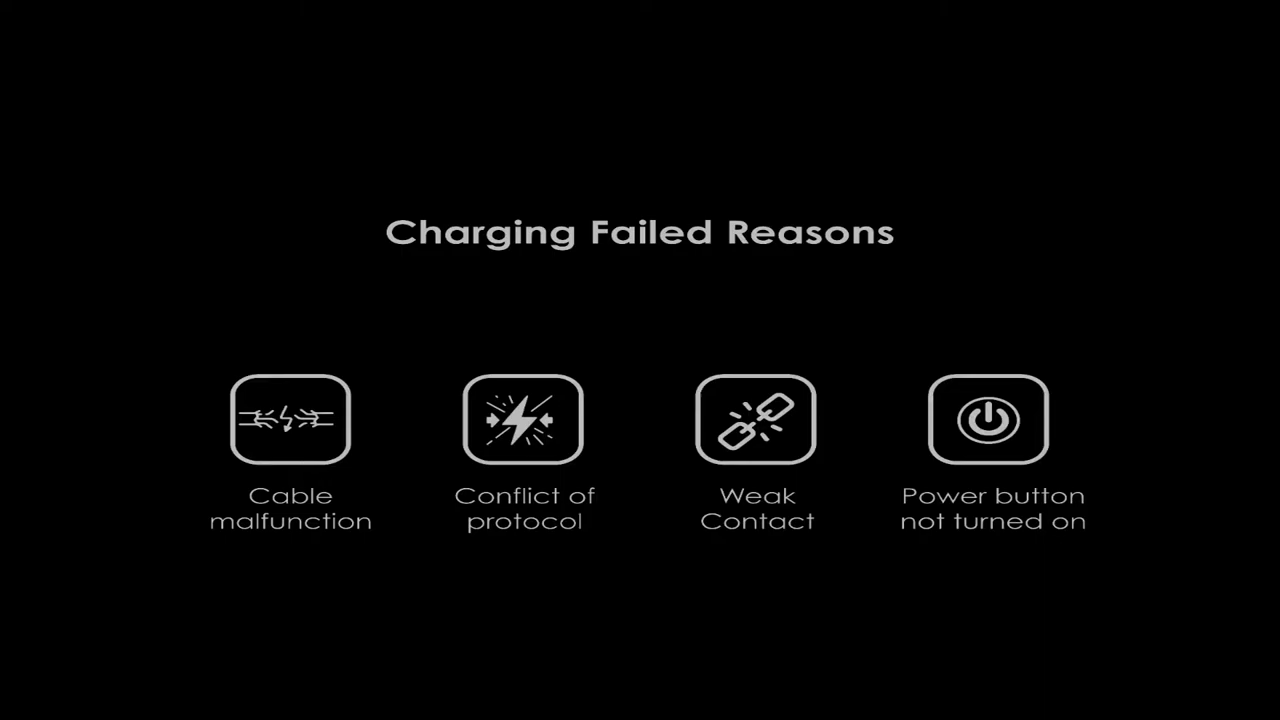 Charging Failed Reasons
Cable
malfunction
Conflict of
protocol
Weak
Contact
Power button
not turned on